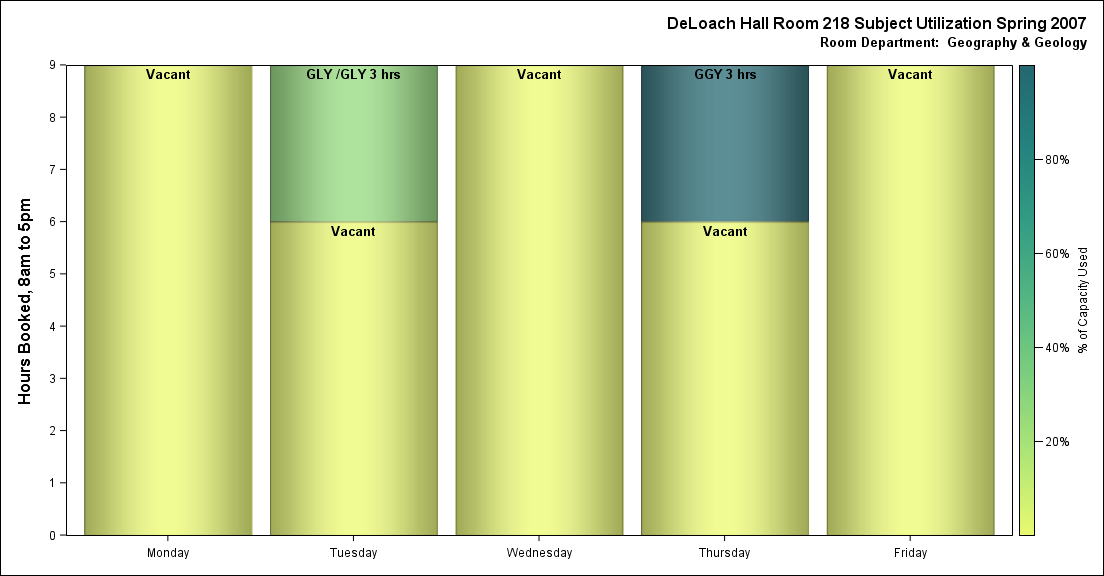 DeLoach Hall Room 218 Subject Utilization Spring 2007
Room Department:  Geography & Geology
Hours Booked, 8am to 5pm
9
8
7
6
5
4
3
2
1
0
Vacant
GLY /GLY 3 hrs
Vacant
Vacant
GGY 3 hrs
Vacant
Vacant
Monday
Tuesday
Wednesday
Thursday
Friday
80%
60%
40%
20%
% of Capacity Used